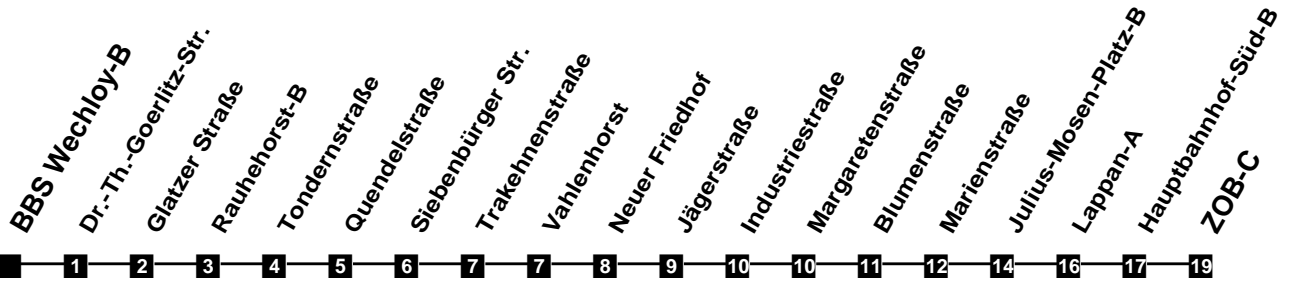 BBS Wechloy-B
Dr.-Th.-Goerlitz-Str.
Glatzer Straße
Rauhehorst-B
Tondernstraße
Quendelstraße
Siebenbürger Str.
Trakehnenstraße
Vahlenhorst
Neuer Friedhof
Jägerstraße
Industriestraße
Margaretenstraße
Blumenstraße
Marienstraße
Julius-Mosen-Platz-B
Lappan-A
Hauptbahnhof-Süd-B
ZOB-C
1 2 3 4 5 6 7 7 8 9 10 10 11 12 14 16 17 19